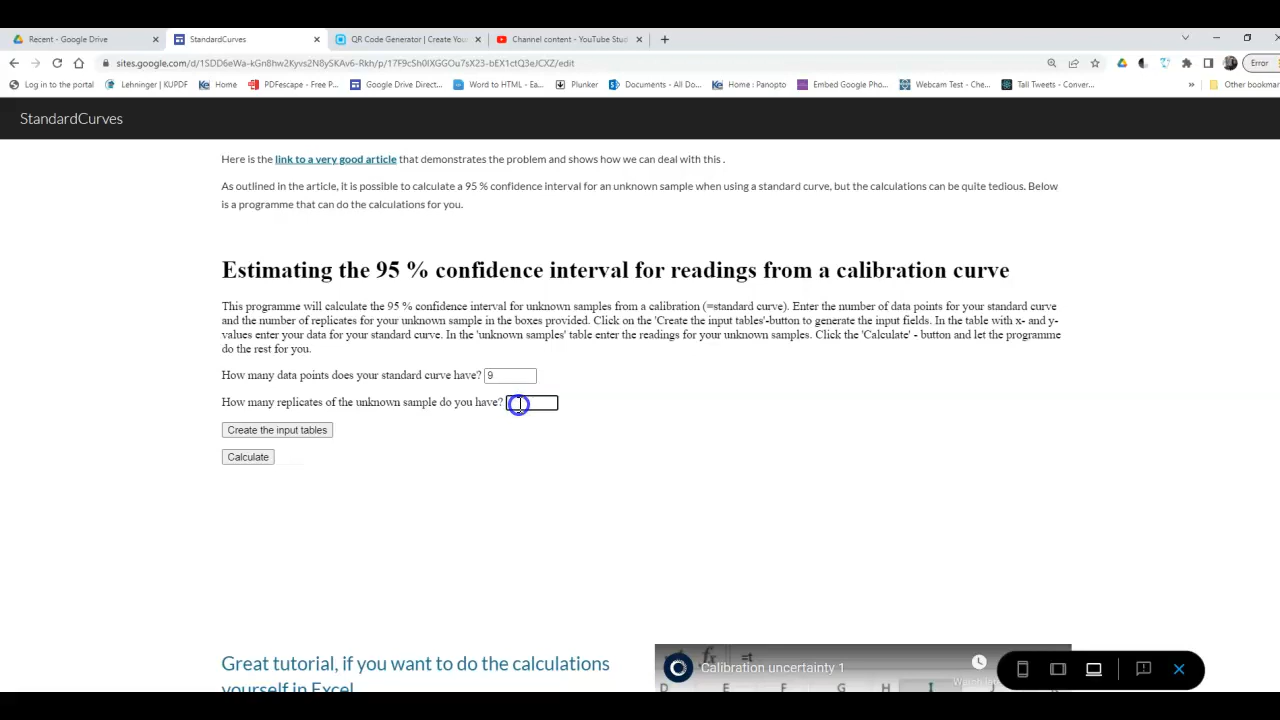 Recent - Google Drive
StandardCurves
QR Code Generator | Create You
Channel content - YouTube Stud
sites.google.com/d/1SDD6eWa-kGn8hw2Kyvs2N8ySKAv6-Rkh/p/17F9cSh0lXGGOu7sX23-bEX1ctQ3eJCXZ/edit
Error
Log in to the portal
Lehninger | KUPDF
Home
PDFescape - Free P...
Google Drive Direct...
Word to HTML - Ea...
Plunker
Documents - All Do...
Home : Panopto
Embed Google Pho...
Webcam Test - Che...
Tall Tweets - Conver...
Other bookmar
StandardCurves
Here is the link to a very good article that demonstrates the problem and shows how we can deal with this .
As outlined in the article, it is possible to calculate a 95 % confidence interval for an unknown sample when using a standard curve, but the calculations can be quite tedious. Below
is a programme that can do the calculations for you.
Estimating the 95 % confidence interval for readings from a calibration curve
This programme will calculate the 95 % confidence interval for unknown samples from a calibration (=standard curve). Enter the number of data points for your standard curve
and the number of replicates for your unknown sample in the boxes provided. Click on the 'Create the input tables'-button to generate the input fields. In the table with x- and y-
values enter your data for your standard curve. In the 'unknown samples' table enter the readings for your unknown samples. Click the 'Calculate' - button and let the programme
do the rest for you.
How many data points does your standard curve have? 9
How many replicates of the unknown sample do you have?
Create the input tables
Calculate
Great tutorial, if you want to do the calculations
yourself in Excel
fx =t
Calibration uncertainty 1
D E F G H I